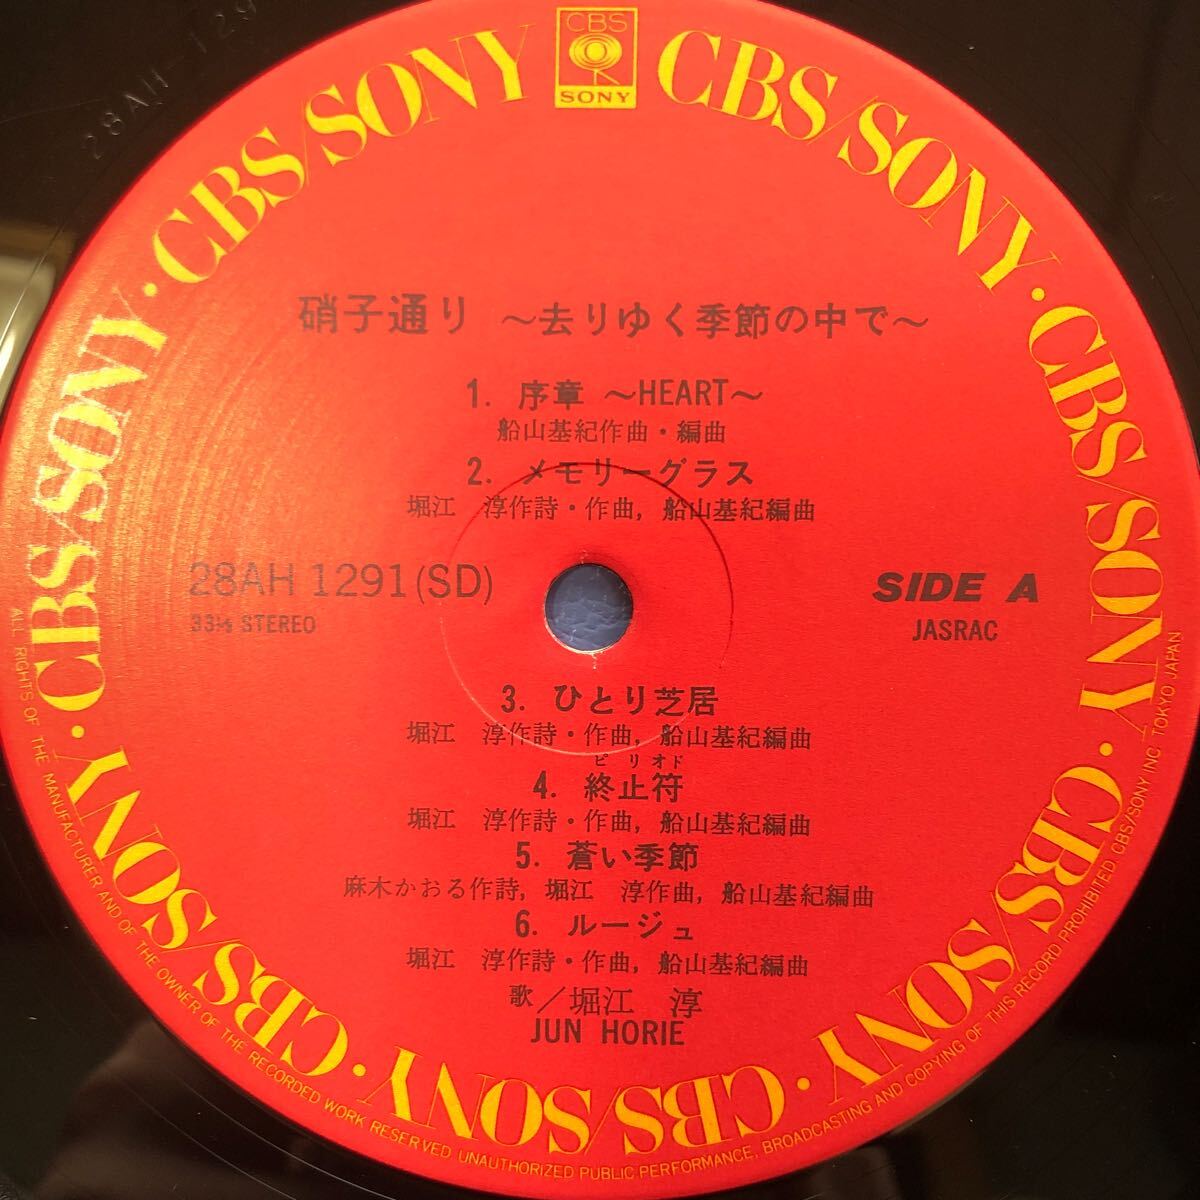 CBS
SONY
CBS/SONY · CBS/SONY · CBS/SONY · CBS/SONY · CBS/SONY · CBS/SONY · CBS/SONY · CBS/SONY · CBS/SONY · CBS/SONY
28AH 129
硝子通り ～去りゆく季節の中で～
1. 序章 ～HEART～
船山基紀作曲・編曲
2. メモリーグラス
堀江 淳作詩・作曲, 船山基紀編曲
28AH 1291(SD)
33⅓ STEREO
SIDE A
JASRAC
3. ひとり芝居
堀江 淳作詩・作曲, 船山基紀編曲
ピリオド
4. 終止符
堀江 淳作詩・作曲, 船山基紀編曲
5. 蒼い季節
麻木かおる作詩, 堀江 淳作曲, 船山基紀編曲
6. ルージュ
堀江 淳作詩・作曲, 船山基紀編曲
歌／堀江 淳
JUN HORIE
ALL RIGHTS OF THE MANUFACTURER AND OF THE OWNER OF THE RECORDED WORK RESERVED UNAUTHORIZED PUBLIC PERFORMANCE, BROADCASTING AND COPYING OF THIS RECORD PROHIBITED CBS/SONY INC TOKYO JAPAN